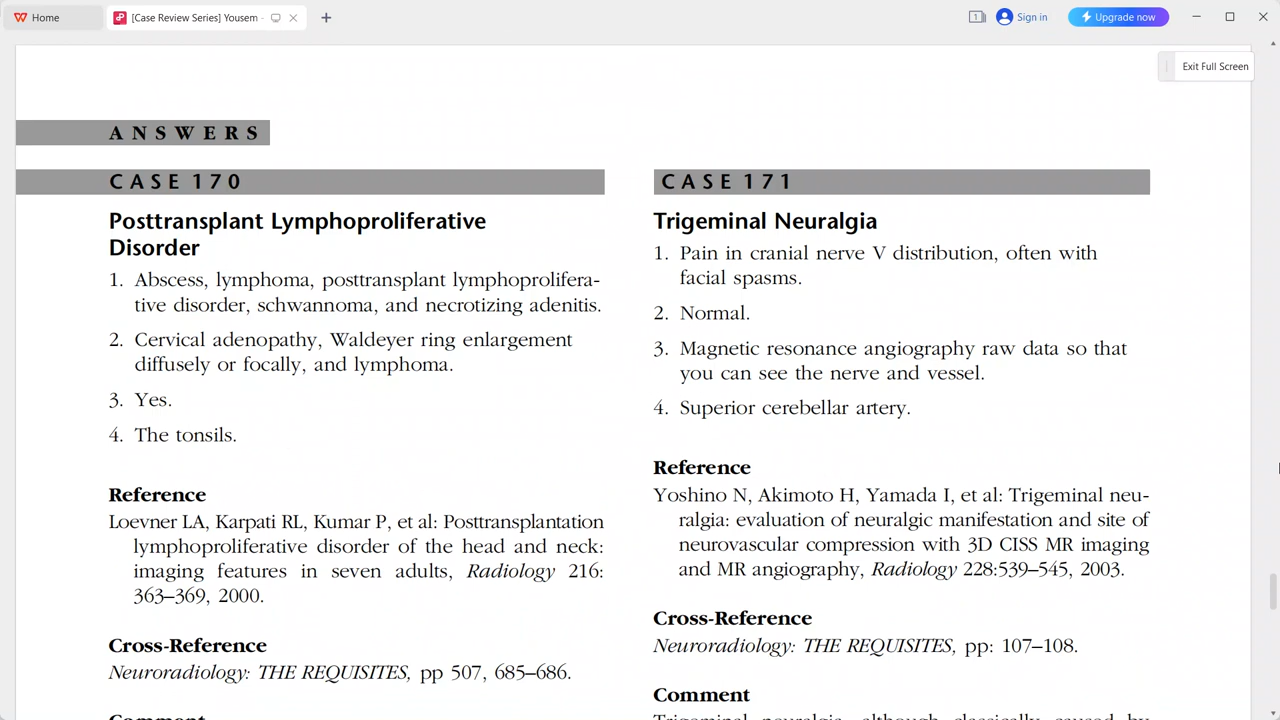 Home
[Case Review Series] Yousem -
1
Sign in
Upgrade now
Exit Full Screen
ANSWERS
CASE 170
Posttransplant Lymphoproliferative
Disorder
1. Abscess, lymphoma, posttransplant lymphoprolifera-
tive disorder, schwannoma, and necrotizing adenitis.
2. Cervical adenopathy, Waldeyer ring enlargement
diffusely or focally, and lymphoma.
3. Yes.
4. The tonsils.
Reference
Loevner LA, Karpati RL, Kumar P, et al: Posttransplantation
lymphoproliferative disorder of the head and neck:
imaging features in seven adults, Radiology 216:
363–369, 2000.
Cross-Reference
Neuroradiology: THE REQUISITES, pp 507, 685–686.
Comment
CASE 171
Trigeminal Neuralgia
1. Pain in cranial nerve V distribution, often with
facial spasms.
2. Normal.
3. Magnetic resonance angiography raw data so that
you can see the nerve and vessel.
4. Superior cerebellar artery.
Reference
Yoshino N, Akimoto H, Yamada I, et al: Trigeminal neu-
ralgia: evaluation of neuralgic manifestation and site of
neurovascular compression with 3D CISS MR imaging
and MR angiography, Radiology 228:539–545, 2003.
Cross-Reference
Neuroradiology: THE REQUISITES, pp: 107–108.
Comment
Trigeminal neuralgia, although classically caused by